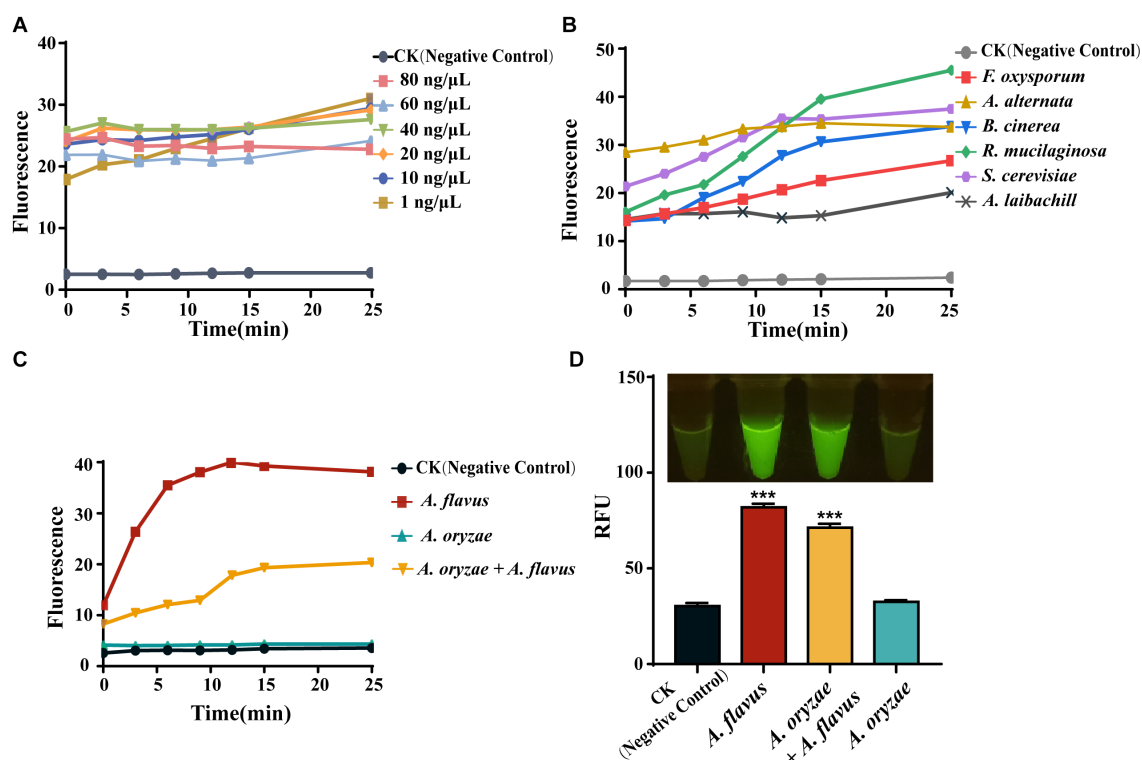 A
40
30
20
10
0
Fluorescence
0 5 10 15 20 25
Time(min)
CK(Negative Control)
80 ng/μL
60 ng/μL
40 ng/μL
20 ng/μL
10 ng/μL
1 ng/μL
B
50
40
30
20
10
0
Fluorescence
0 5 10 15 20 25
Time(min)
CK(Negative Control)
F. oxysporum
A. alternata
B. cinerea
R. mucilaginosa
S. cerevisiae
A. laibachill
C
40
30
20
10
0
Fluorescence
0 5 10 15 20 25
Time(min)
CK(Negative Control)
A. flavus
A. oryzae
A. oryzae + A. flavus
D
150
100
50
0
RFU
***
***
CK
(Negative Control)
A. flavus
A. oryzae
+ A. flavus
A. oryzae